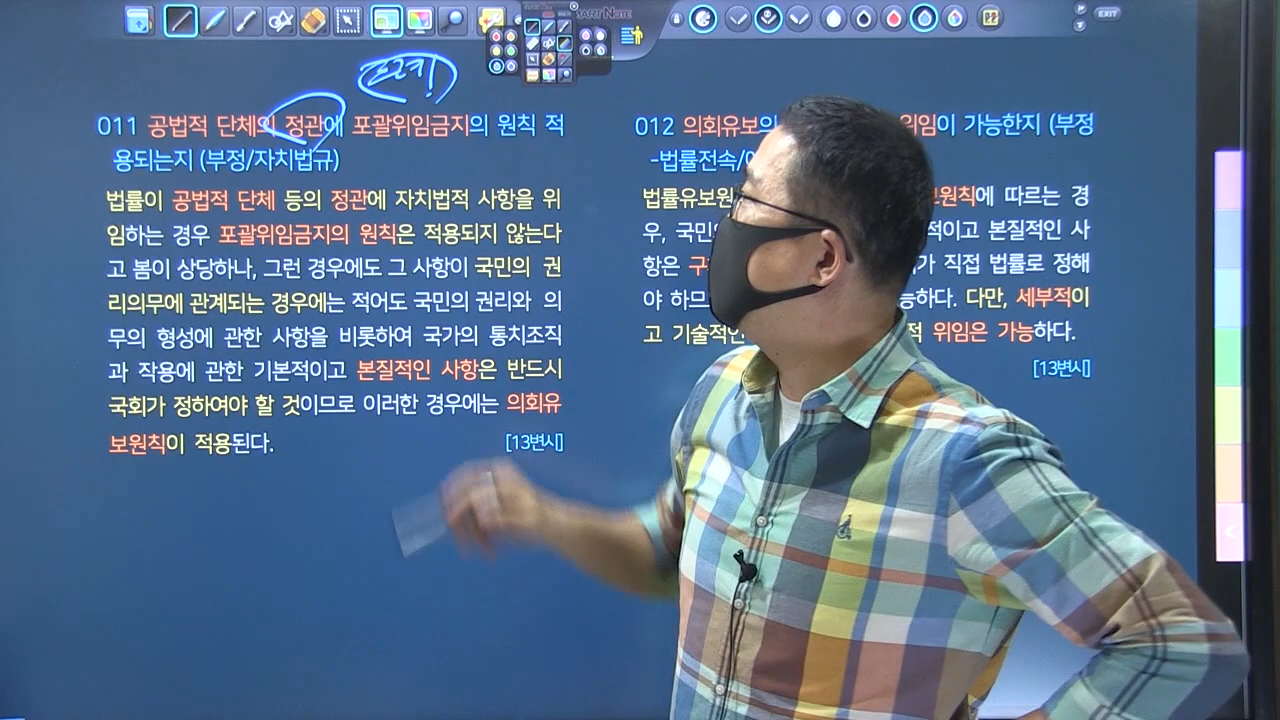 011 공법적 단체의 정관에 포괄위임금지의 원칙 적
용되는지 (부정/자치법규)
법률이 공법적 단체 등의 정관에 자치법적 사항을 위
임하는 경우 포괄위임금지의 원칙은 적용되지 않는다
고 봄이 상당하나, 그런 경우에도 그 사항이 국민의 권
리의무에 관계되는 경우에는 적어도 국민의 권리와 의
무의 형성에 관한 사항을 비롯하여 국가의 통치조직
과 작용에 관한 기본적이고 본질적인 사항은 반드시
국회가 정하여야 할 것이므로 이러한 경우에는 의회유
보원칙이 적용된다.
[13변시]
012 의회유보의 위임이 가능한지 (부정
-법률전속/
법률유보원 보원칙에 따르는 경
우, 국민 적이고 본질적인 사
항은 구 가 직접 법률로 정해
야 하므 능하다. 다만, 세부적이
고 기술적인 적 위임은 가능하다.
[13변시]
EXIT